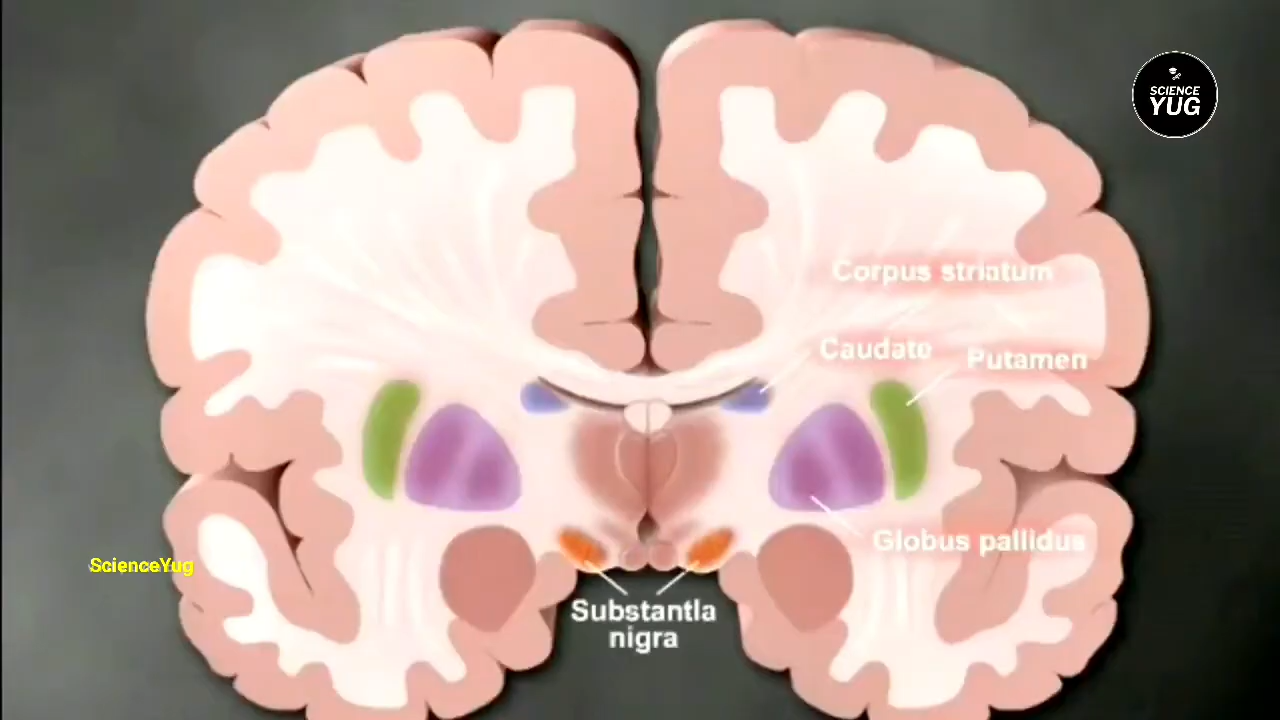 SCIENCE
YUG
Corpus striatum
Caudate
Putamen
Globus pallidus
ScienceYug
Substantla
nigra